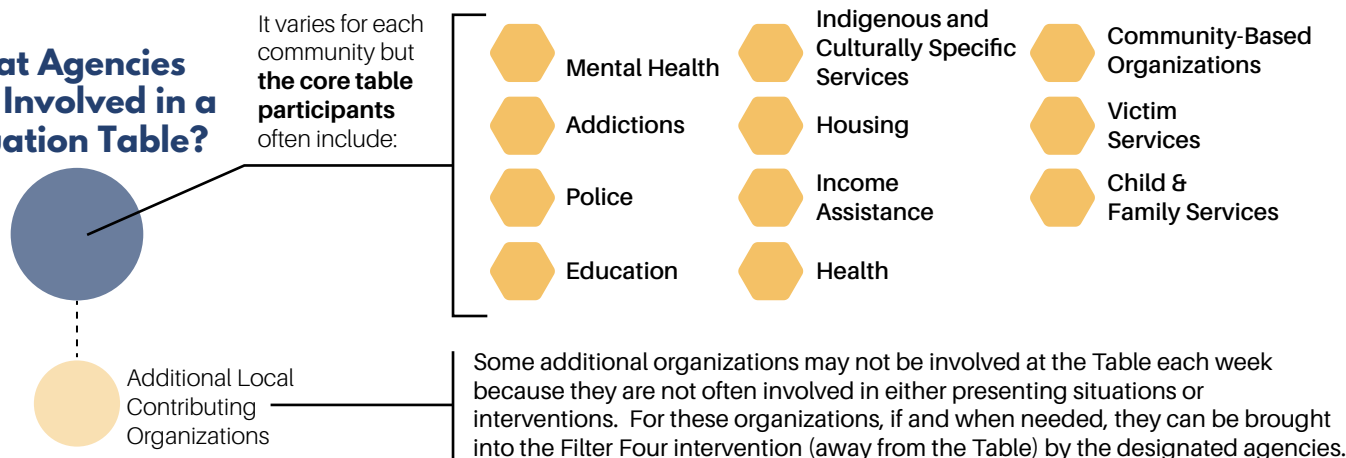 at Agencies
Involved in a
uation Table?
It varies for each
community but
the core table
participants
often include:
Mental Health
Addictions
Police
Education
Indigenous and
Culturally Specific
Services
Housing
Income
Assistance
Health
Community-Based
Organizations
Victim
Services
Child &
Family Services
Additional Local
Contributing
Organizations
Some additional organizations may not be involved at the Table each week
because they are not often involved in either presenting situations or
interventions.  For these organizations, if and when needed, they can be brought
into the Filter Four intervention (away from the Table) by the designated agencies.